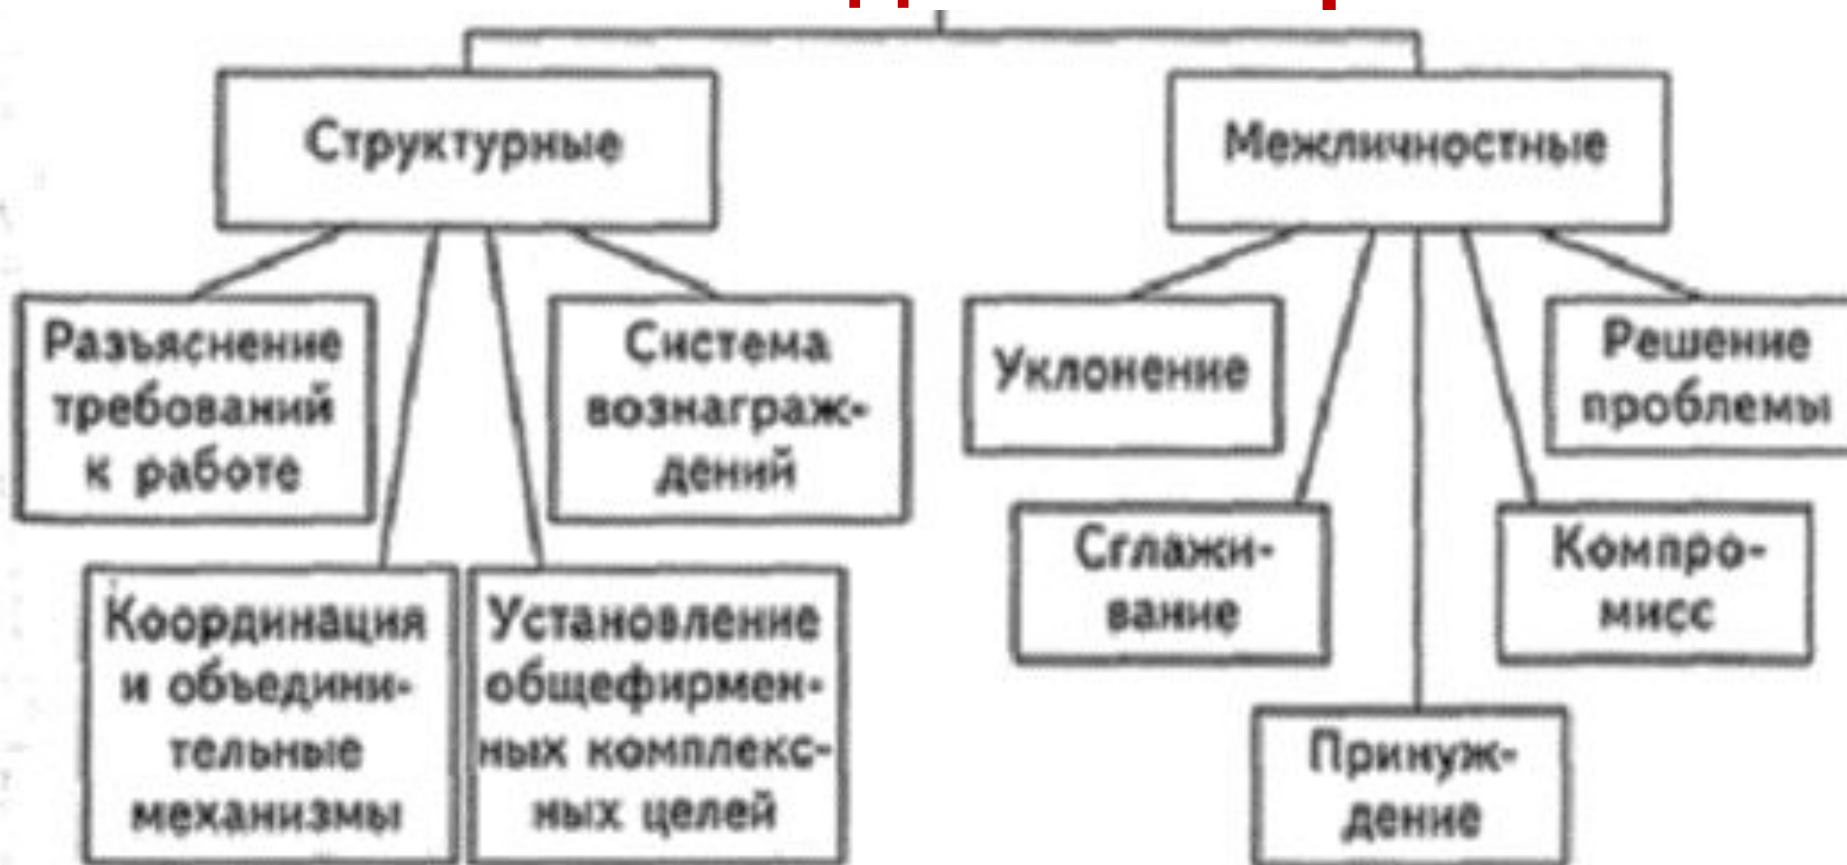 Структурные
Межличностные
Разъяснение
требований
к работе
Система
вознаграж-
дений
Уклонение
Решение
проблемы
Сглажи-
вание
Компро-
мисс
Координация
и объедини-
тельные
механизмы
Установление
общефирмен-
ных комплекс-
ных целей
Принуж-
дение